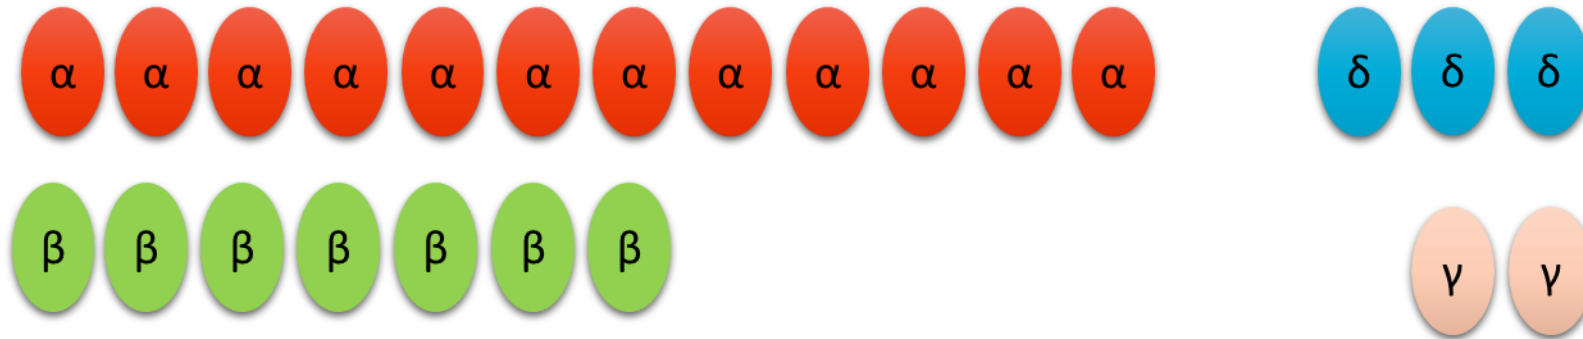 α α α α α α α α α α α α δ δ δ
β β β β β β β γ γ